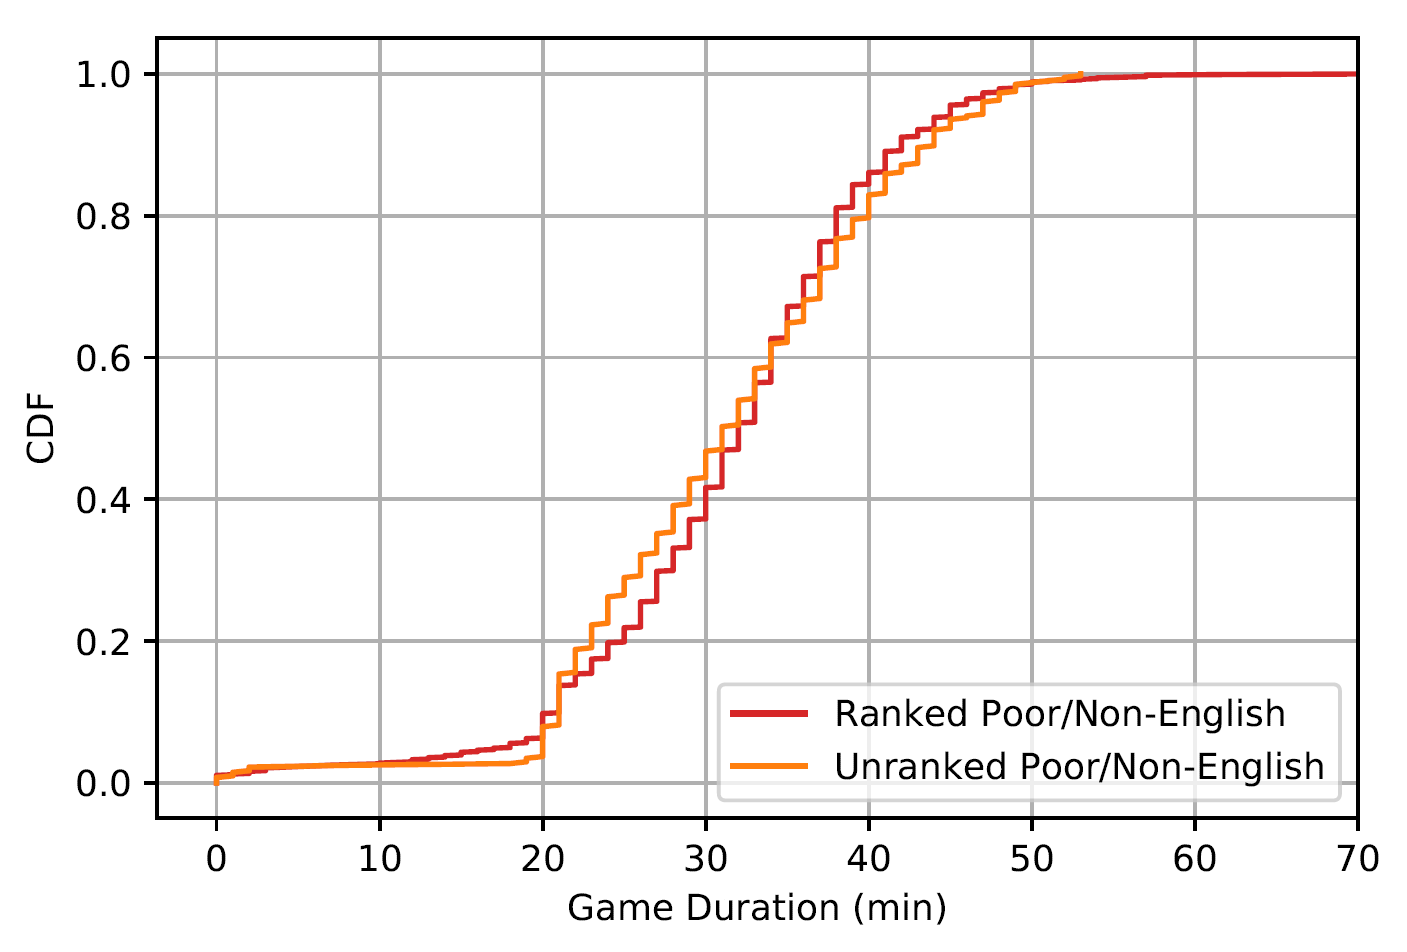 1.0
0.8
0.6
0.4
0.2
0.0
CDF
Ranked Poor/Non-English
Unranked Poor/Non-English
0 10 20 30 40 50 60 70
Game Duration (min)